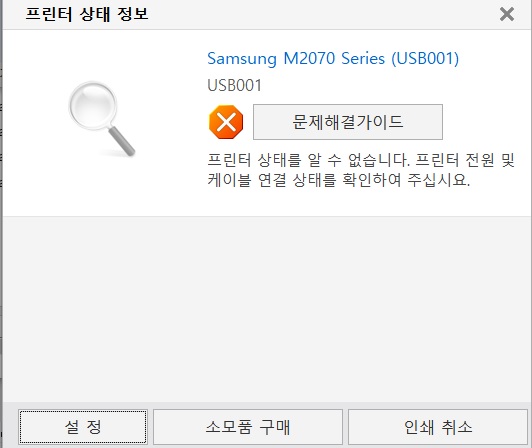 프린터 상태 정보
Samsung M2070 Series (USB001)
USB001
문제해결가이드
프린터 상태를 알 수 없습니다. 프린터 전원 및
케이블 연결 상태를 확인하여 주십시요.
설 정
소모품 구매
인쇄 취소